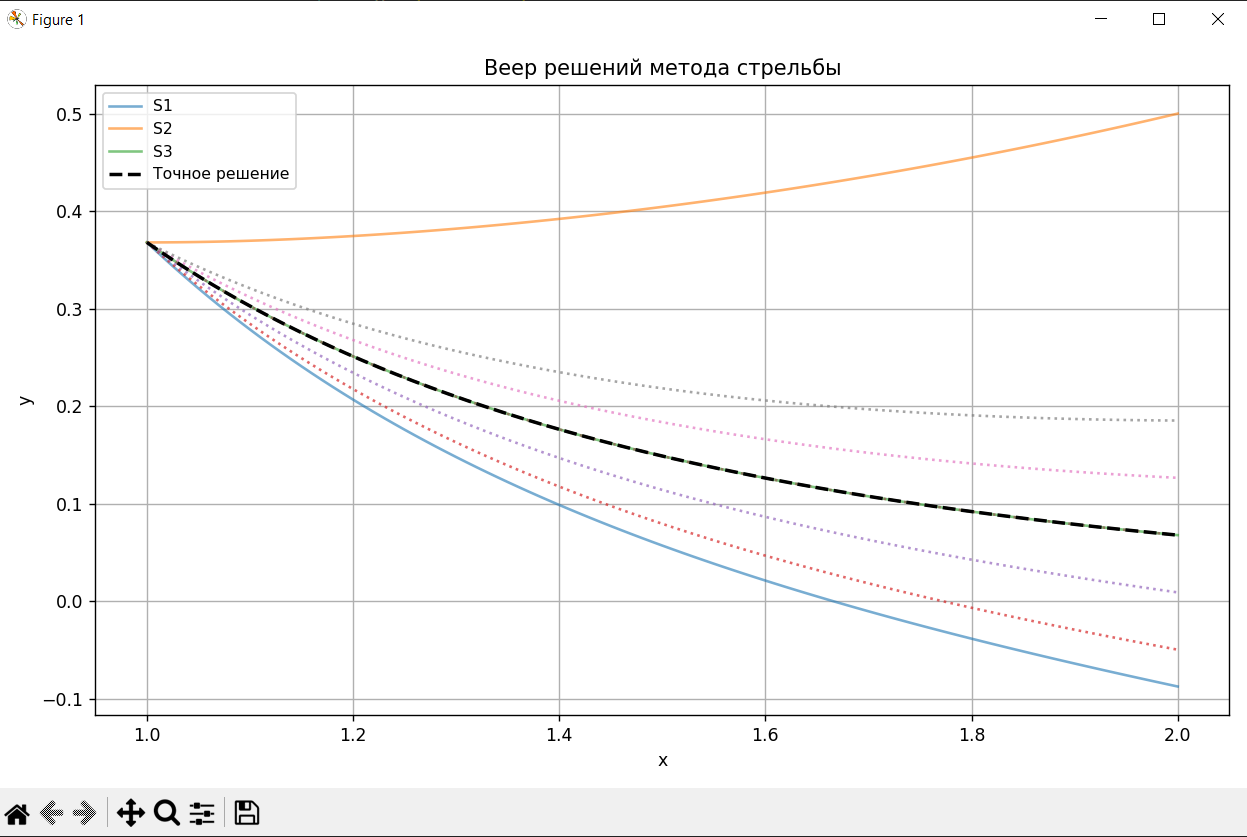 Figure 1
Веер решений метода стрельбы
S1
S2
S3
Точное решение
0.5
0.4
0.3
0.2
0.1
0.0
−0.1
y
1.0 1.2 1.4 1.6 1.8 2.0
x